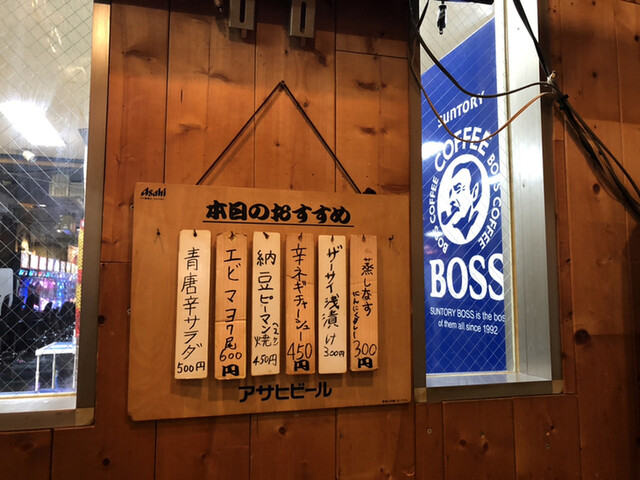 Asahi
本日のおすすめ
蒸しなす
300円
ザーサイ浅漬け
300円
辛ネギチャーシュー
450円
納豆ピーマン焼
450円
エビマヨ7尾
600円
青唐辛サラダ
500円
アサヒビール
SUNTORY
COFFEE
BOSS COFFEE
BOSS COFFEE
BOSS
SUNTORY BOSS is the bos
of them all since 1992